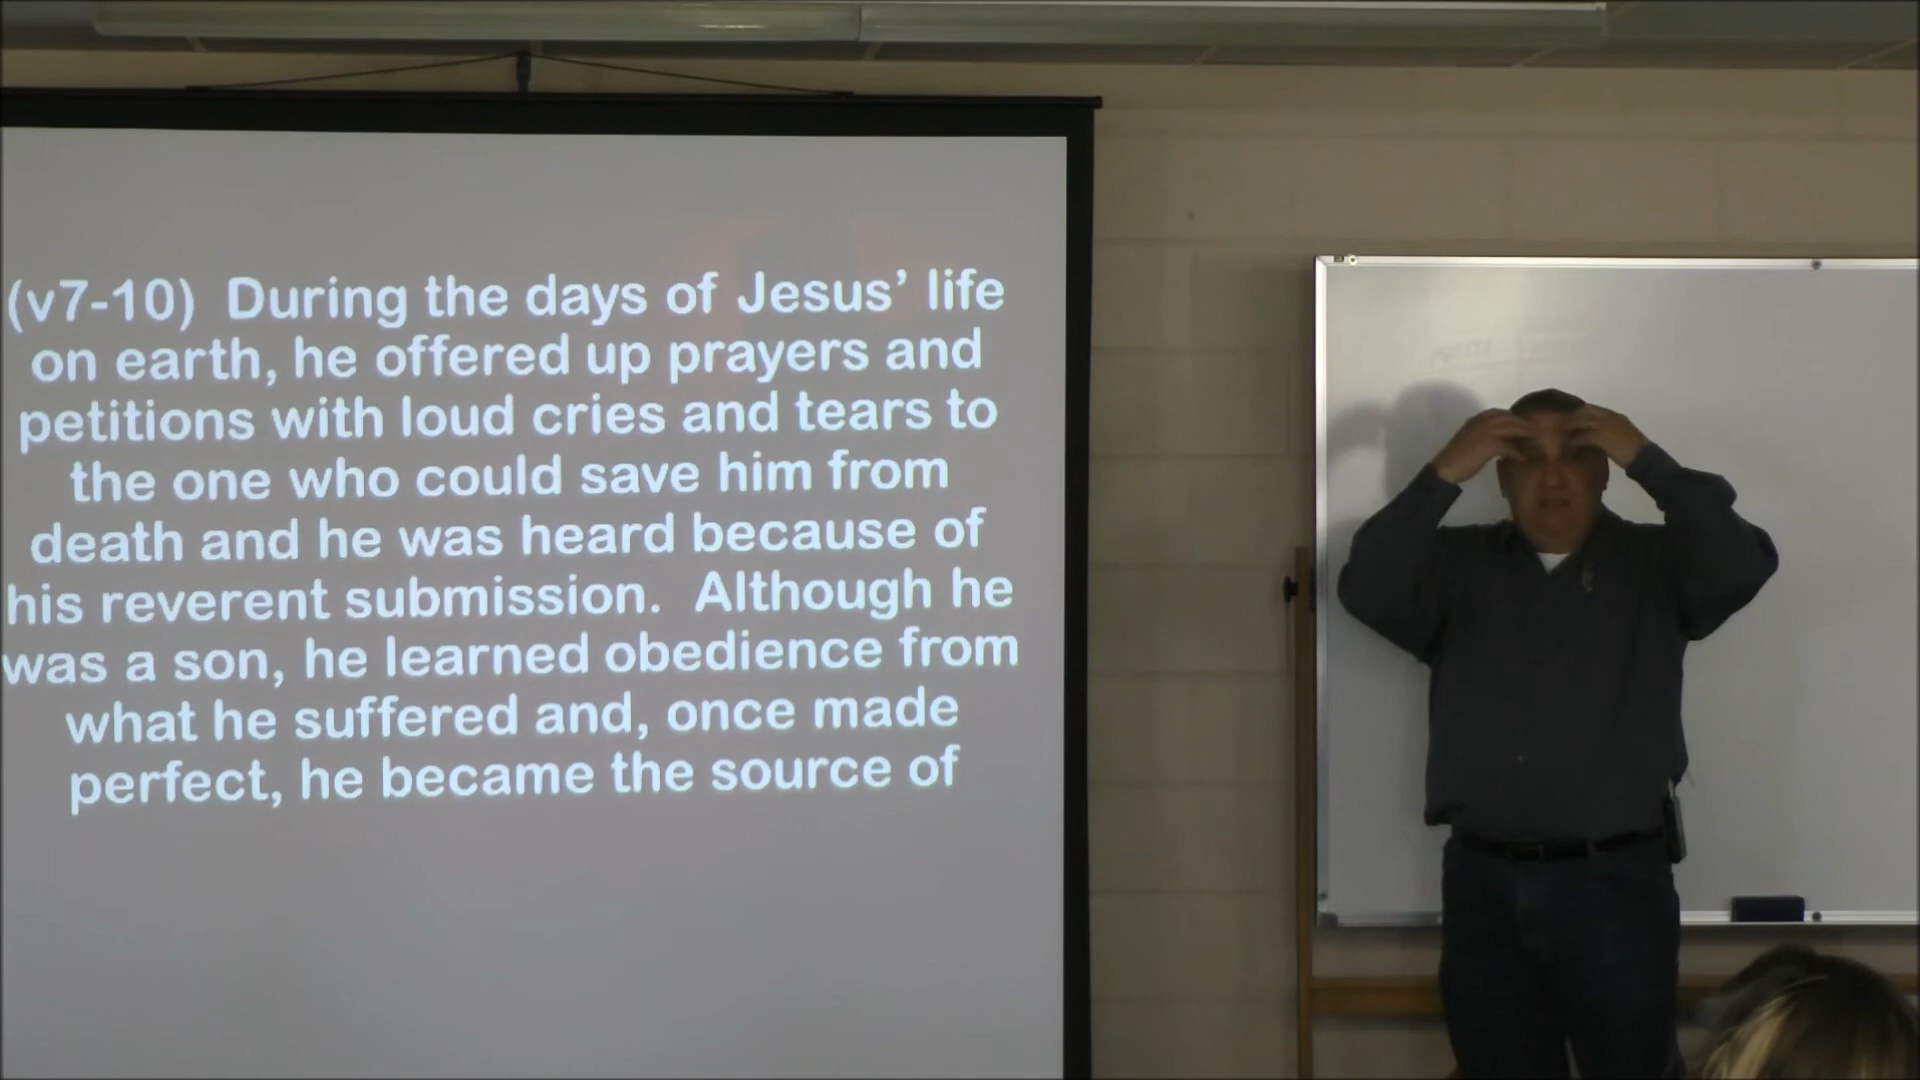 (v7-10) During the days of Jesus’ life
on earth, he offered up prayers and
petitions with loud cries and tears to
the one who could save him from
death and he was heard because of
his reverent submission. Although he
was a son, he learned obedience from
what he suffered and, once made
perfect, he became the source of